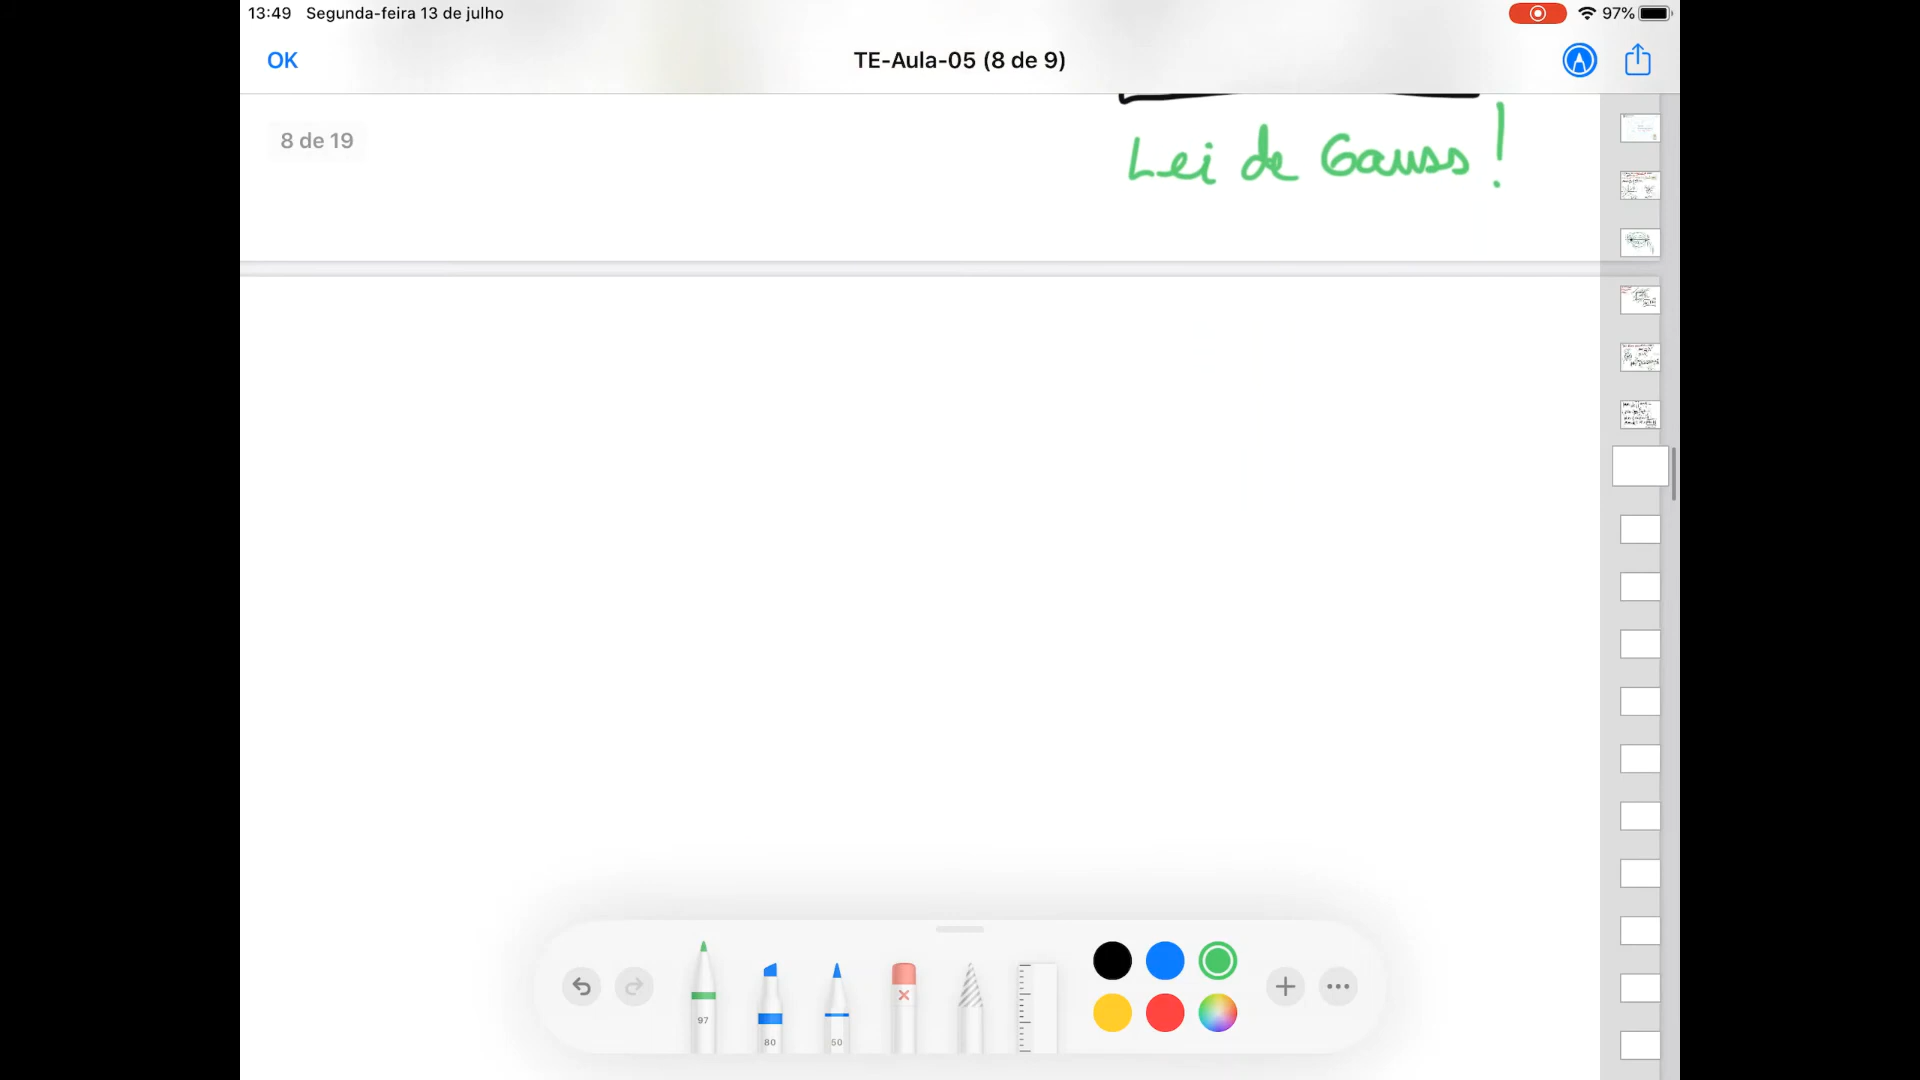 13:49 Segunda-feira 13 de julho 97%
OK TE-Aula-05 (8 de 9)
8 de 19
Lei de Gauss!
97
80
50